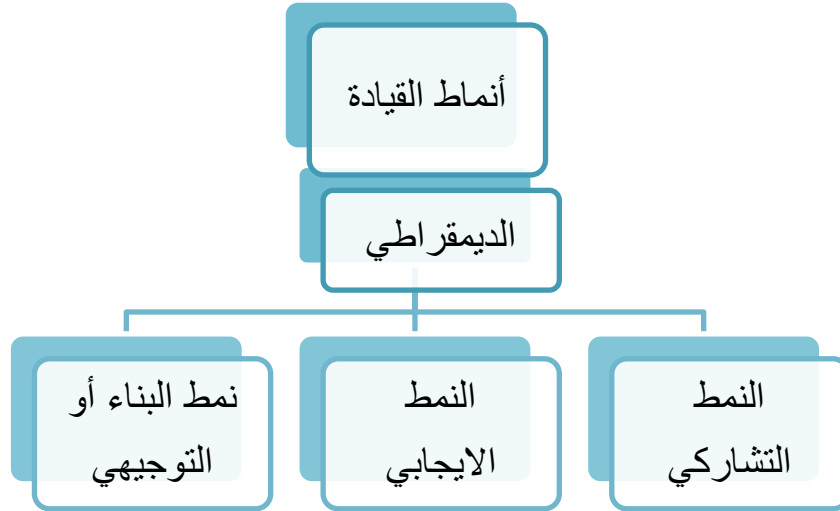 أنماط القيادة
الديمقراطي
النمط
التشاركي
النمط
الايجابي
نمط البناء أو
التوجيهي